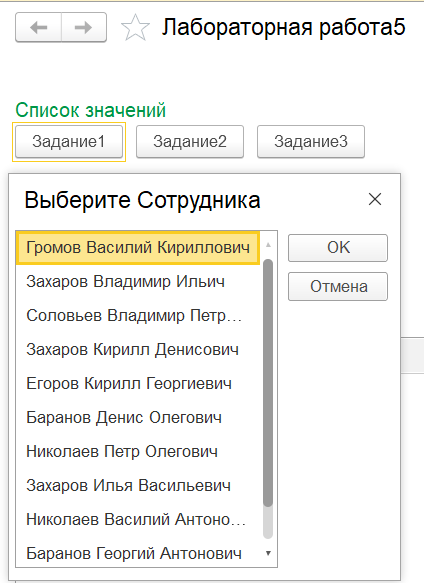 Лабораторная работа5
Список значений
Задание1 Задание2 Задание3
Выберите Сотрудника
Громов Василий Кириллович
OK
Захаров Владимир Ильич
Отмена
Соловьев Владимир Петр...
Захаров Кирилл Денисович
Егоров Кирилл Георгиевич
Баранов Денис Олегович
Николаев Петр Олегович
Захаров Илья Васильевич
Николаев Василий Антоно...
Баранов Георгий Антонович